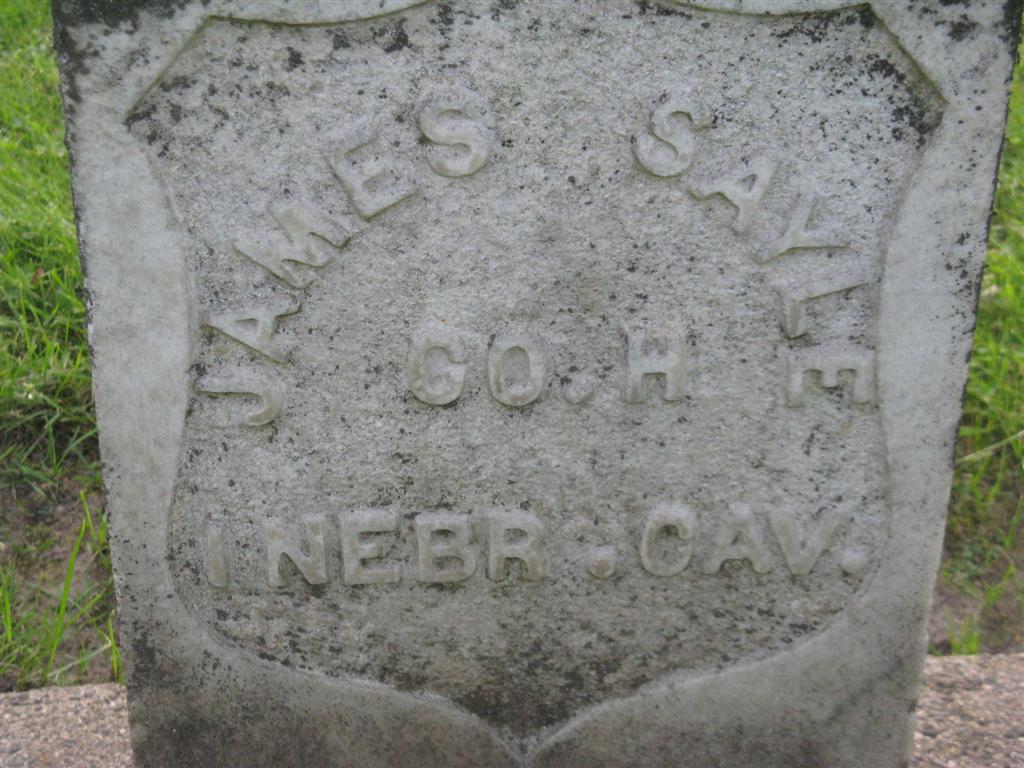 JAMES SAYLE
CO. H
1 NEBR. CAV.